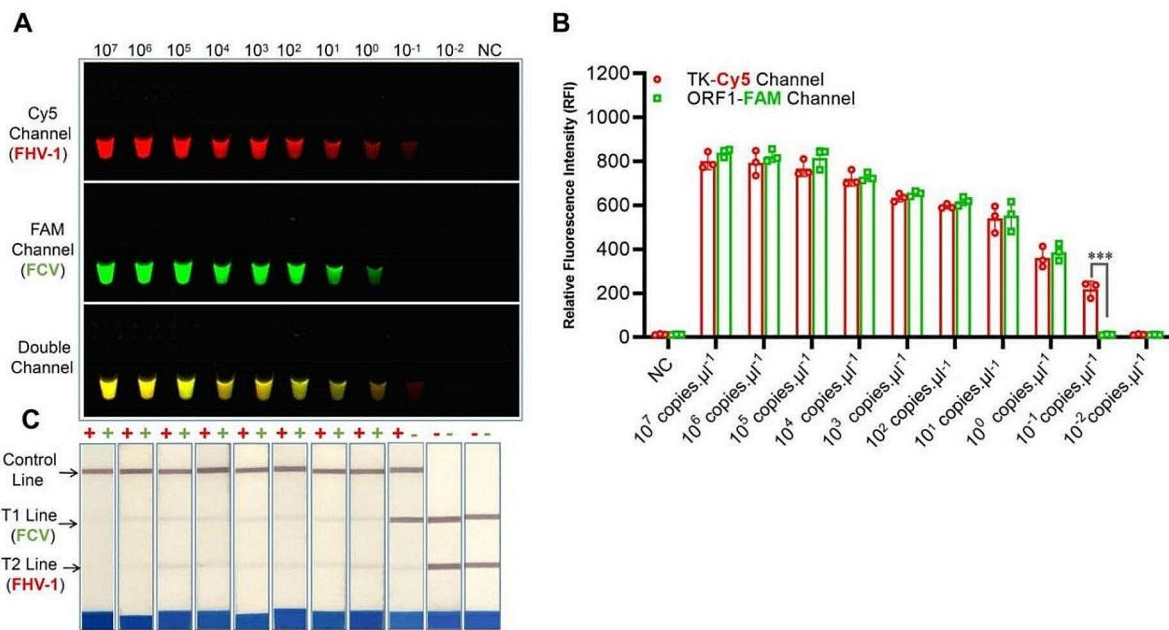 A
10⁷ 10⁶ 10⁵ 10⁴ 10³ 10² 10¹ 10⁰ 10⁻¹ 10⁻² NC
Cy5
Channel
(FHV-1)
FAM
Channel
(FCV)
Double
Channel
B
Relative Fluorescence Intensity (RFI)
1200
1000
800
600
400
200
0
TK-Cy5 Channel
ORF1-FAM Channel
***
NC
10⁷ copies.µl⁻¹
10⁶ copies.µl⁻¹
10⁵ copies.µl⁻¹
10⁴ copies.µl⁻¹
10³ copies.µl⁻¹
10² copies.µl⁻¹
10¹ copies.µl⁻¹
10⁰ copies.µl⁻¹
10⁻¹ copies.µl⁻¹
10⁻² copies.µl⁻¹
C
+ + + + + + + + + + + + + + + + + - - - - -
Control
Line
T1 Line
(FCV)
T2 Line
(FHV-1)